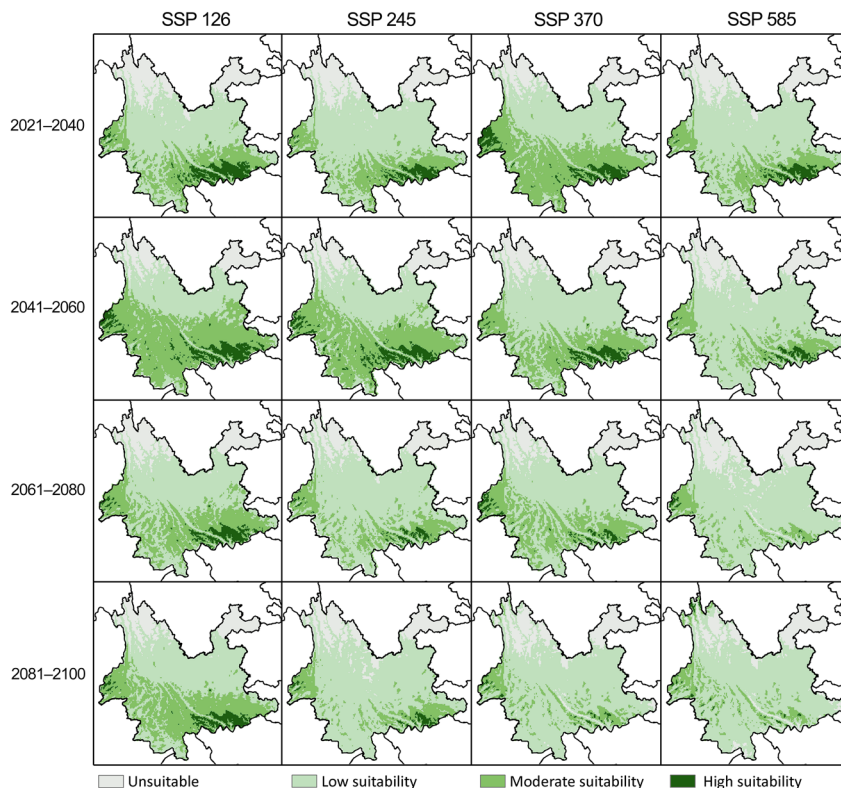 SSP 126 SSP 245 SSP 370 SSP 585
2021–2040
2041–2060
2061–2080
2081–2100
Unsuitable Low suitability Moderate suitability High suitability